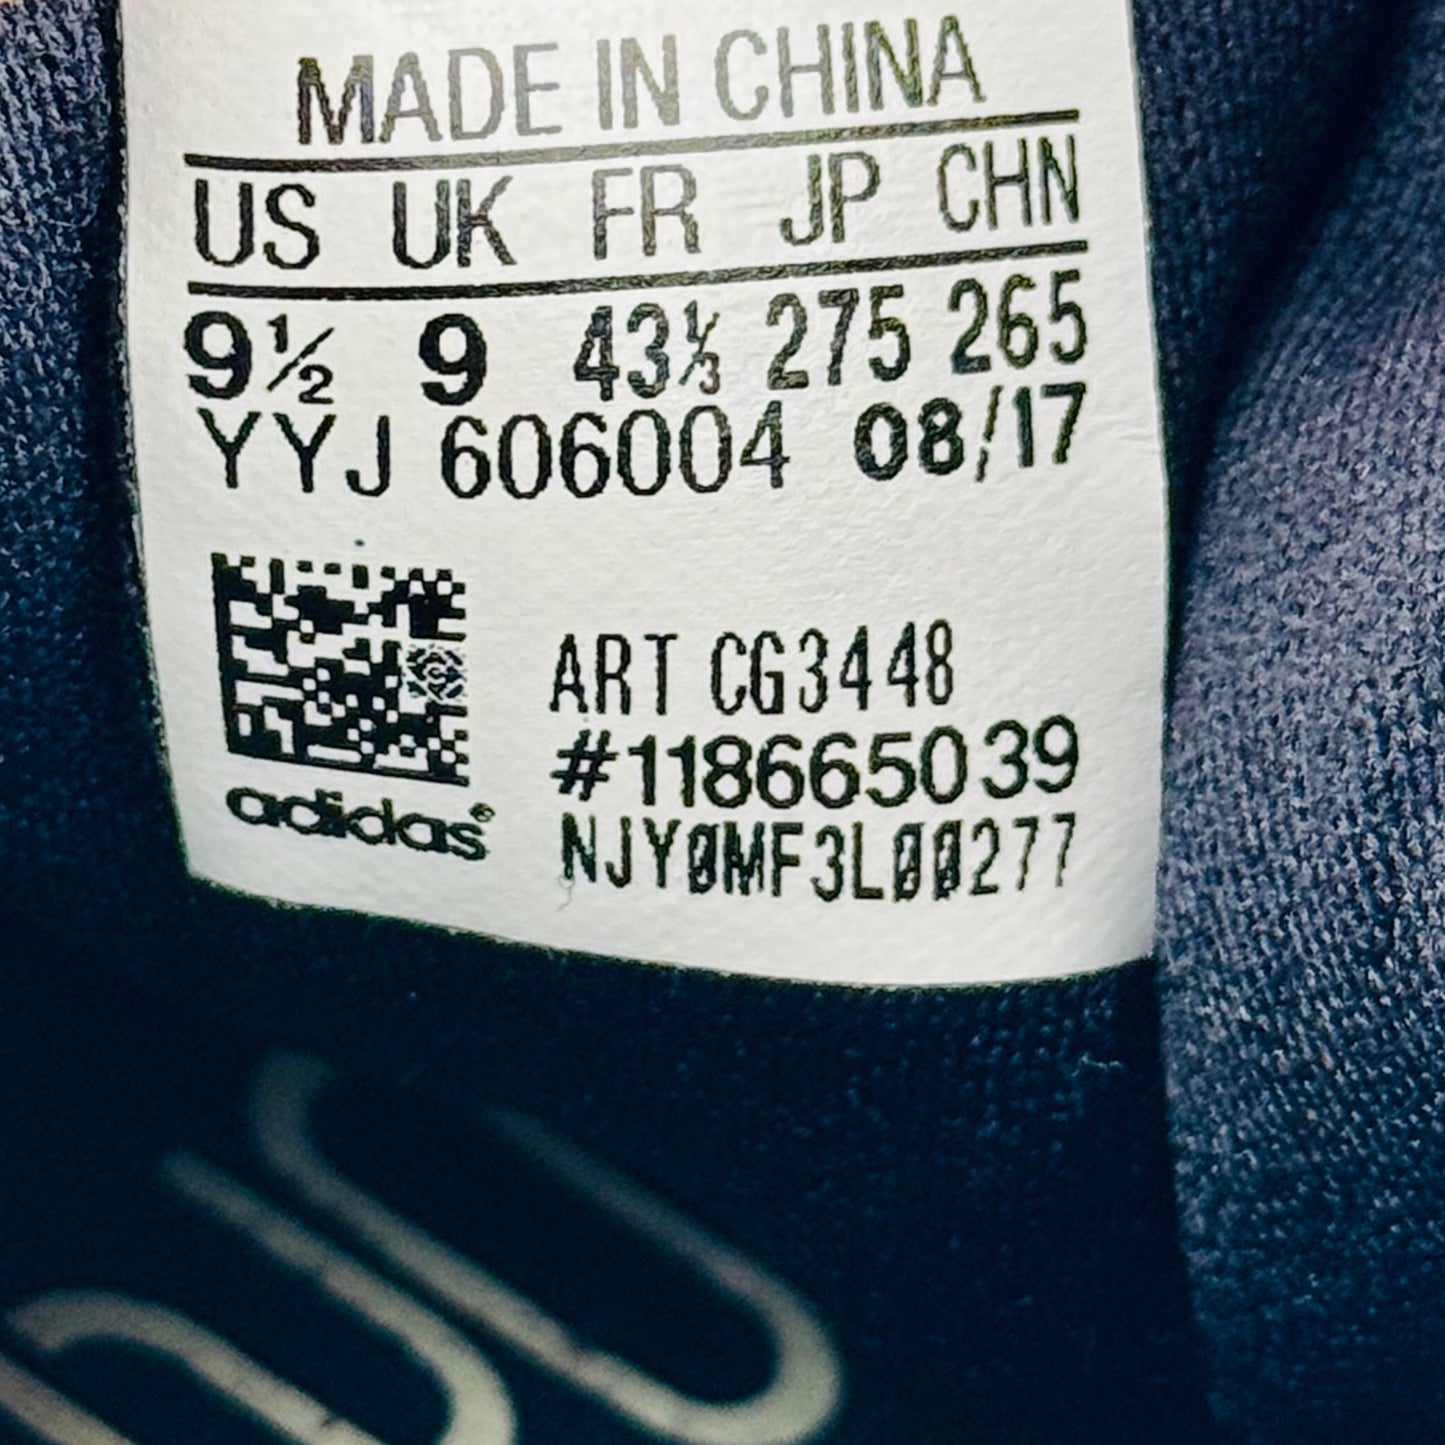 MADE IN CHINA
US UK FR JP CHN
9½ 9 43⅓ 275 265
YYJ 606004 08/17
ART CG3448
#118665039
NJY0MF3L00277
adidas®